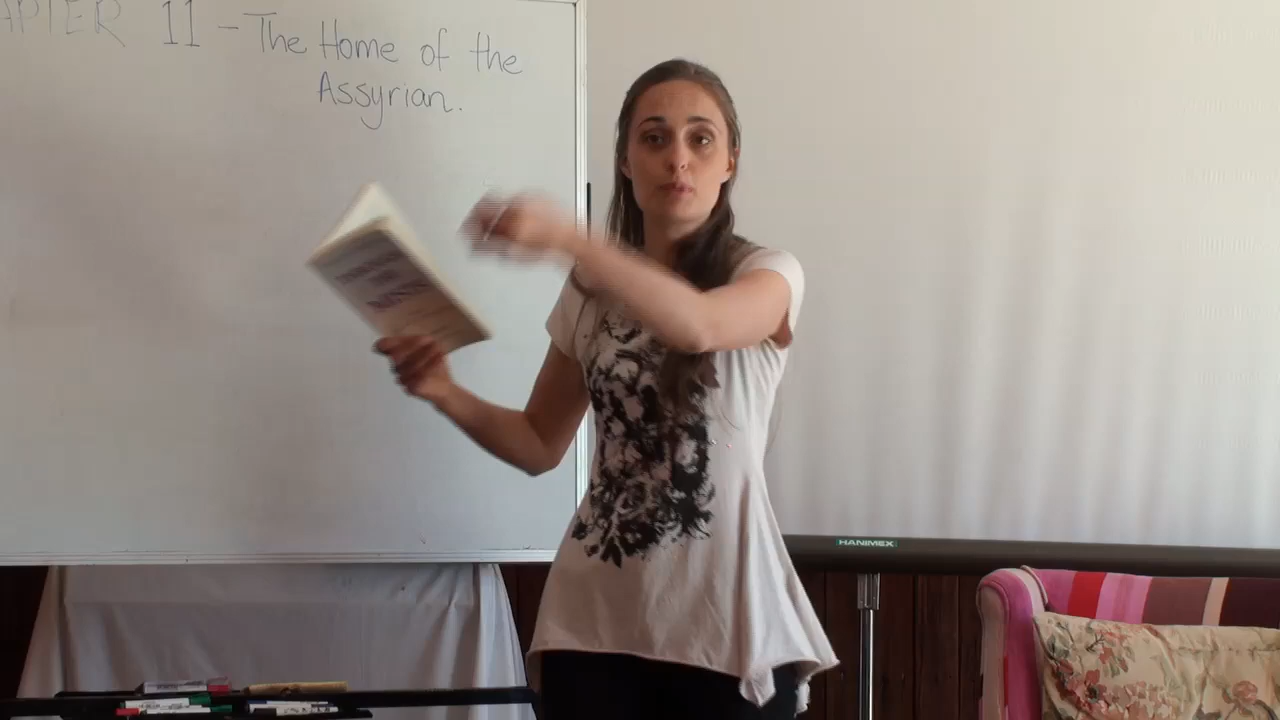 APTER 11 - The Home of the
Assyrian.
HANIMEX